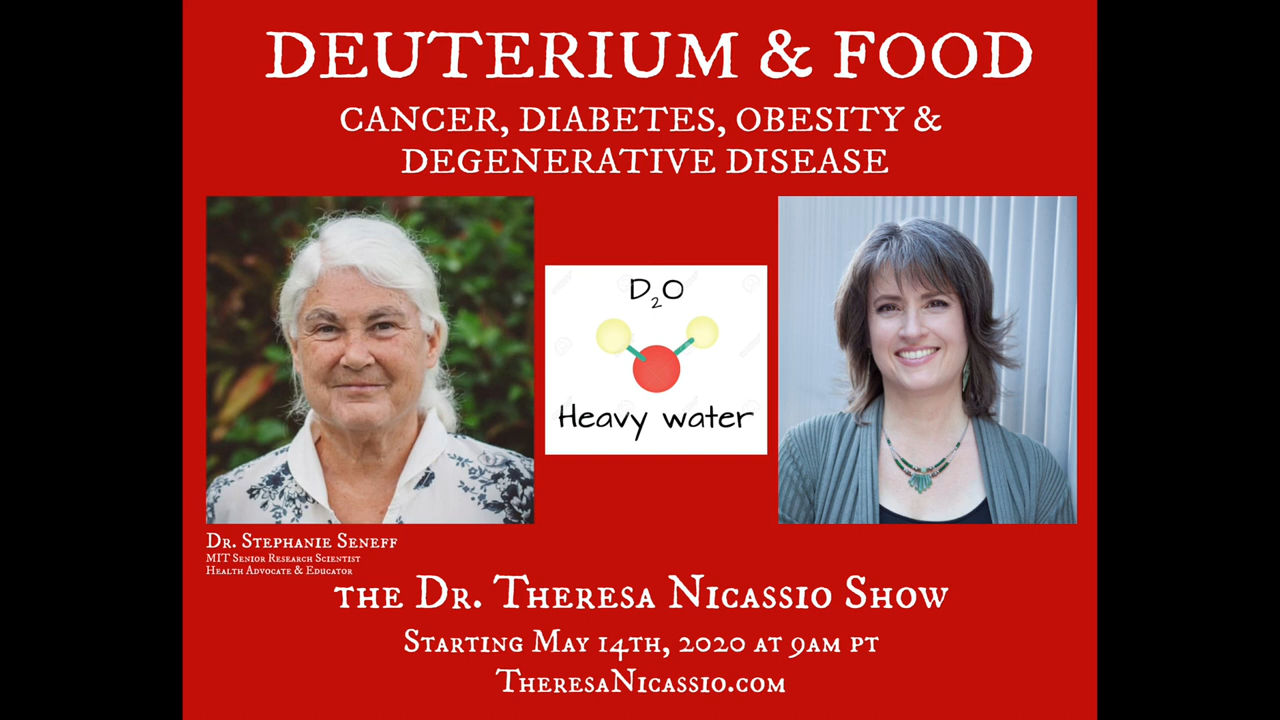 DEUTERIUM & FOOD
CANCER, DIABETES, OBESITY &
DEGENERATIVE DISEASE
D2O
Heavy water
Dr. Stephanie Seneff
MIT Senior Research Scientist
Health Advocate & Educator
the Dr. Theresa Nicassio Show
Starting May 14th, 2020 at 9am pt
TheresaNicassio.com